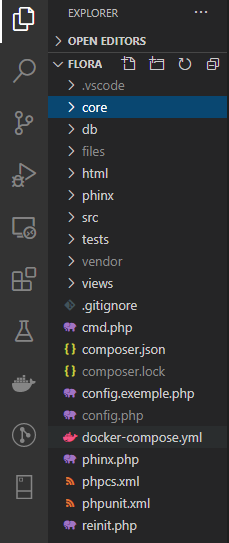 EXPLORER
OPEN EDITORS
FLORA
.vscode
core
db
files
html
phinx
src
tests
vendor
views
.gitignore
cmd.php
composer.json
composer.lock
config.exemple.php
config.php
docker-compose.yml
phinx.php
phpcs.xml
phpunit.xml
reinit.php